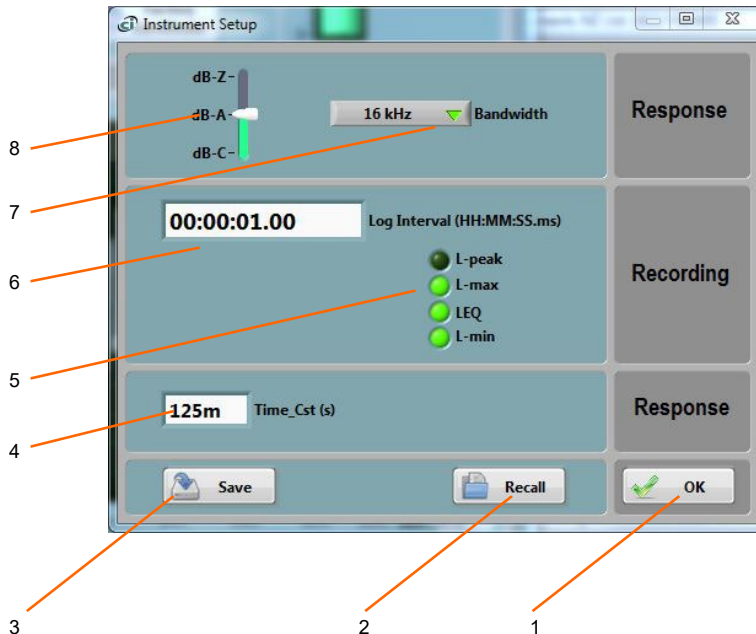 Instrument Setup
dB-Z
dB-A
dB-C
16 kHz
Bandwidth
Response
00:00:01.00
Log Interval (HH:MM:SS.ms)
L-peak
L-max
LEQ
L-min
Recording
125m
Time_Cst (s)
Response
Save
Recall
OK
8
7
6
5
4
3
2
1